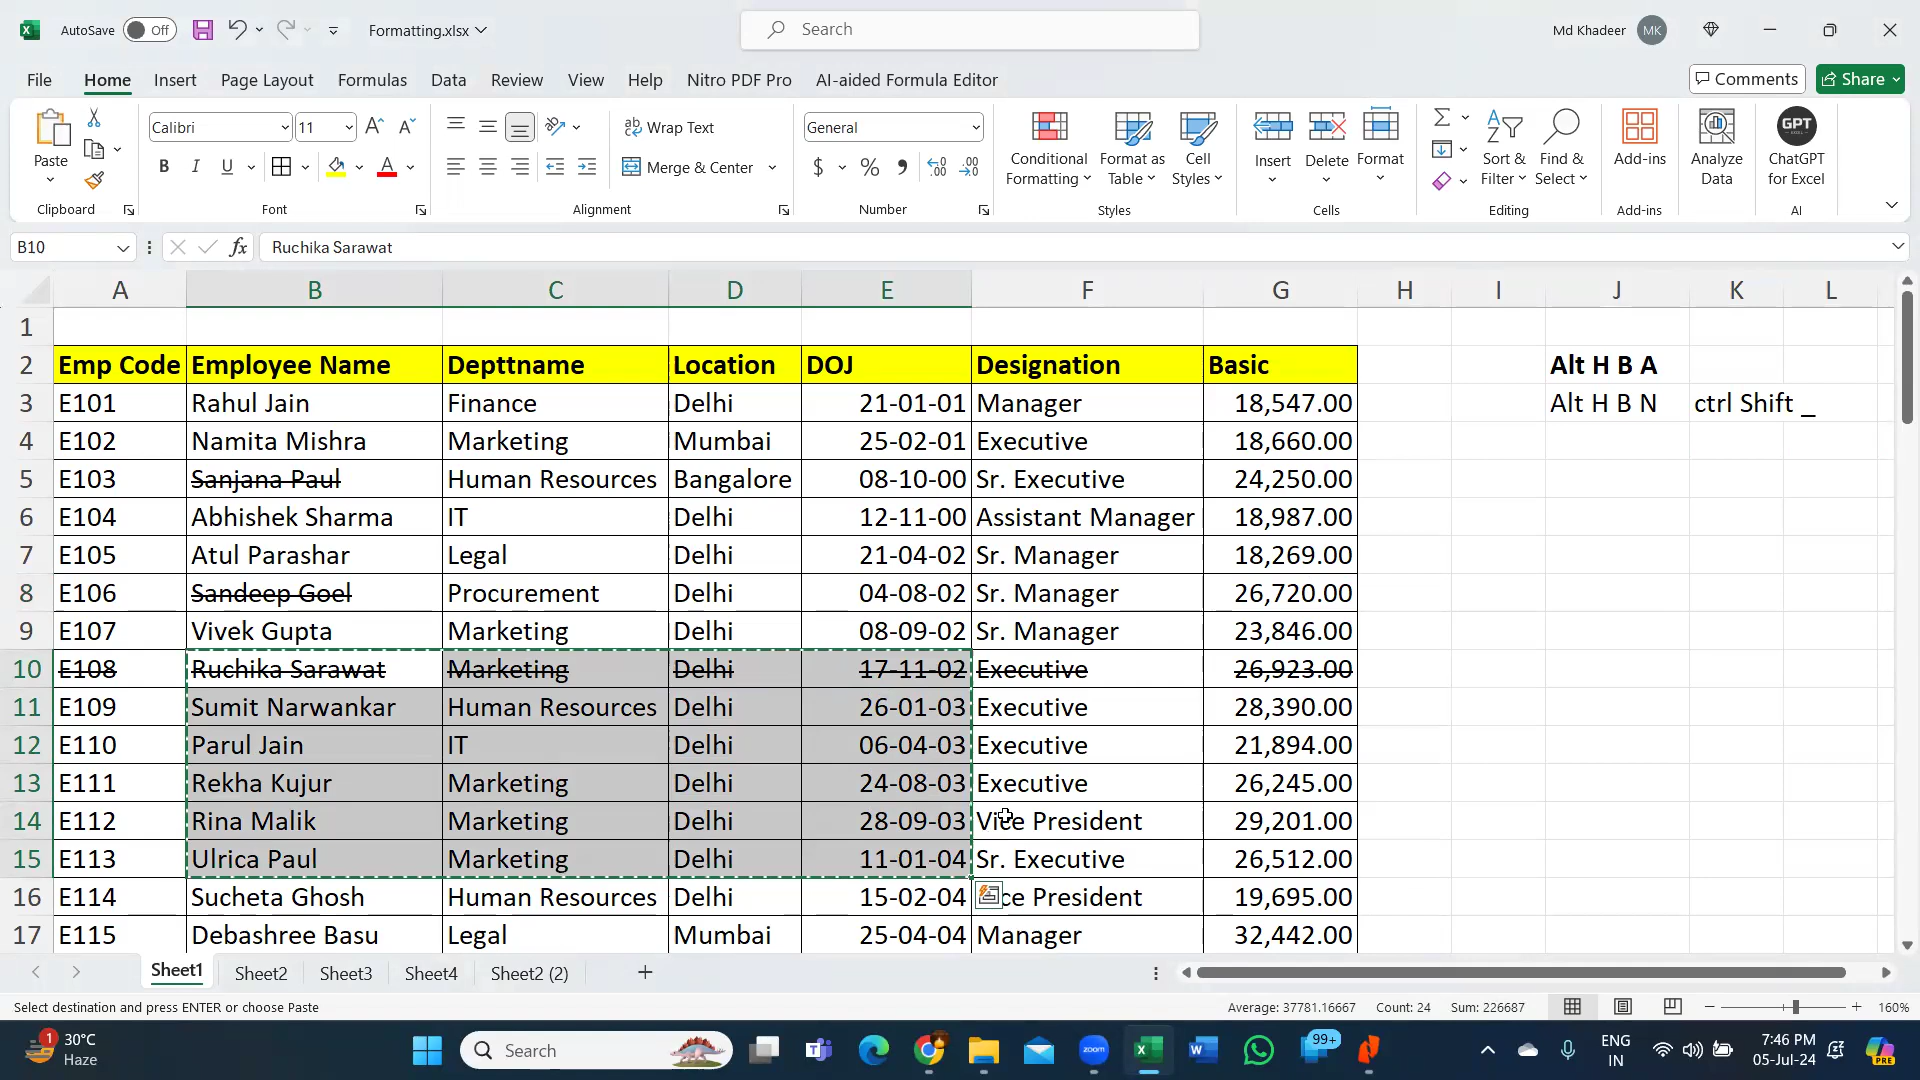 AutoSave Off Formatting.xlsx Search Md Khadeer MK
File Home Insert Page Layout Formulas Data Review View Help Nitro PDF Pro AI-aided Formula Editor Comments Share
Paste Calibri 11 Wrap Text General Conditional Formatting Format as Table Cell Styles Insert Delete Format Sort & Filter Find & Select Add-ins Analyze Data GPT ChatGPT for Excel
B I U A Merge & Center $ %
Clipboard Font Alignment Number Styles Cells Editing Add-ins AI
B10 fx Ruchika Sarawat
A B C D E F G H I J K L
1
2 Emp Code Employee Name Depttname Location DOJ Designation Basic Alt H B A
3 E101 Rahul Jain Finance Delhi 21-01-01 Manager 18,547.00 Alt H B N ctrl Shift _
4 E102 Namita Mishra Marketing Mumbai 25-02-01 Executive 18,660.00
5 E103 Sanjana Paul Human Resources Bangalore 08-10-00 Sr. Executive 24,250.00
6 E104 Abhishek Sharma IT Delhi 12-11-00 Assistant Manager 18,987.00
7 E105 Atul Parashar Legal Delhi 21-04-02 Sr. Manager 18,269.00
8 E106 Sandeep Goel Procurement Delhi 04-08-02 Sr. Manager 26,720.00
9 E107 Vivek Gupta Marketing Delhi 08-09-02 Sr. Manager 23,846.00
10 E108 Ruchika Sarawat Marketing Delhi 17-11-02 Executive 26,923.00
11 E109 Sumit Narwankar Human Resources Delhi 26-01-03 Executive 28,390.00
12 E110 Parul Jain IT Delhi 06-04-03 Executive 21,894.00
13 E111 Rekha Kujur Marketing Delhi 24-08-03 Executive 26,245.00
14 E112 Rina Malik Marketing Delhi 28-09-03 Vice President 29,201.00
15 E113 Ulrica Paul Marketing Delhi 11-01-04 Sr. Executive 26,512.00
16 E114 Sucheta Ghosh Human Resources Delhi 15-02-04 ce President 19,695.00
17 E115 Debashree Basu Legal Mumbai 25-04-04 Manager 32,442.00
Sheet1 Sheet2 Sheet3 Sheet4 Sheet2 (2)
Select destination and press ENTER or choose Paste Average: 37781.16667 Count: 24 Sum: 226687 160%
1 30°C Search 99+ zoom ENG 7:46 PM
Haze IN 05-Jul-24 PRE